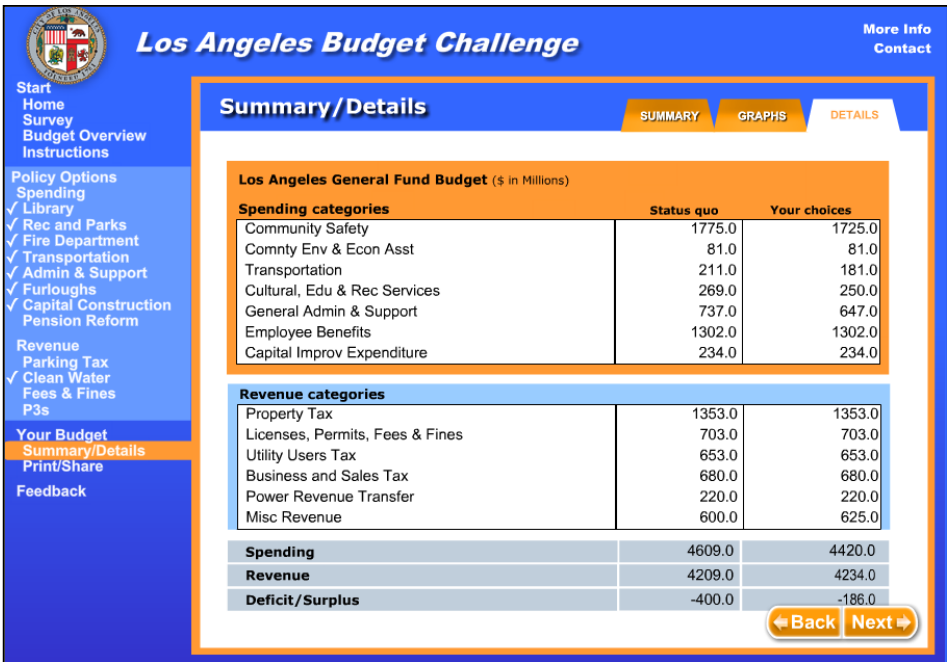 Los Angeles Budget Challenge
More Info
Contact
Start
Home
Survey
Budget Overview
Instructions
Policy Options
Spending
✓ Library
✓ Rec and Parks
✓ Fire Department
✓ Transportation
✓ Admin & Support
✓ Furloughs
✓ Capital Construction
Pension Reform
Revenue
Parking Tax
✓ Clean Water
Fees & Fines
P3s
Your Budget
Summary/Details
Print/Share
Feedback
Summary/Details
SUMMARY GRAPHS DETAILS
Los Angeles General Fund Budget ($ in Millions)
Spending categories Status quo Your choices
Community Safety 1775.0 1725.0
Comnty Env & Econ Asst 81.0 81.0
Transportation 211.0 181.0
Cultural, Edu & Rec Services 269.0 250.0
General Admin & Support 737.0 647.0
Employee Benefits 1302.0 1302.0
Capital Improv Expenditure 234.0 234.0
Revenue categories
Property Tax 1353.0 1353.0
Licenses, Permits, Fees & Fines 703.0 703.0
Utility Users Tax 653.0 653.0
Business and Sales Tax 680.0 680.0
Power Revenue Transfer 220.0 220.0
Misc Revenue 600.0 625.0
Spending 4609.0 4420.0
Revenue 4209.0 4234.0
Deficit/Surplus -400.0 -186.0
Back Next